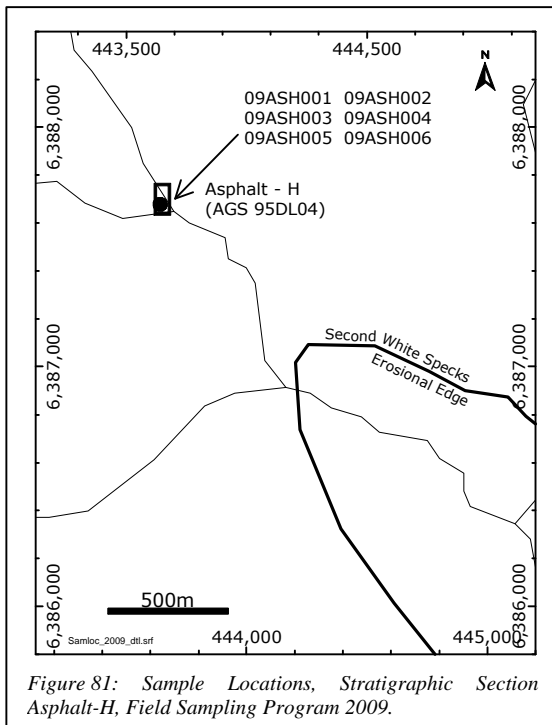 443,500
444,500
N
09ASH001 09ASH002
09ASH003 09ASH004
09ASH005 09ASH006
6,388,000
6,388,000
Asphalt - H
(AGS 95DL04)
Second White Specks
Erosional Edge
6,387,000
6,387,000
500m
6,386,000
6,386,000
Samloc_2009_dtl.srf
444,000
445,000
Figure 81: Sample Locations, Stratigraphic Section
Asphalt-H, Field Sampling Program 2009.